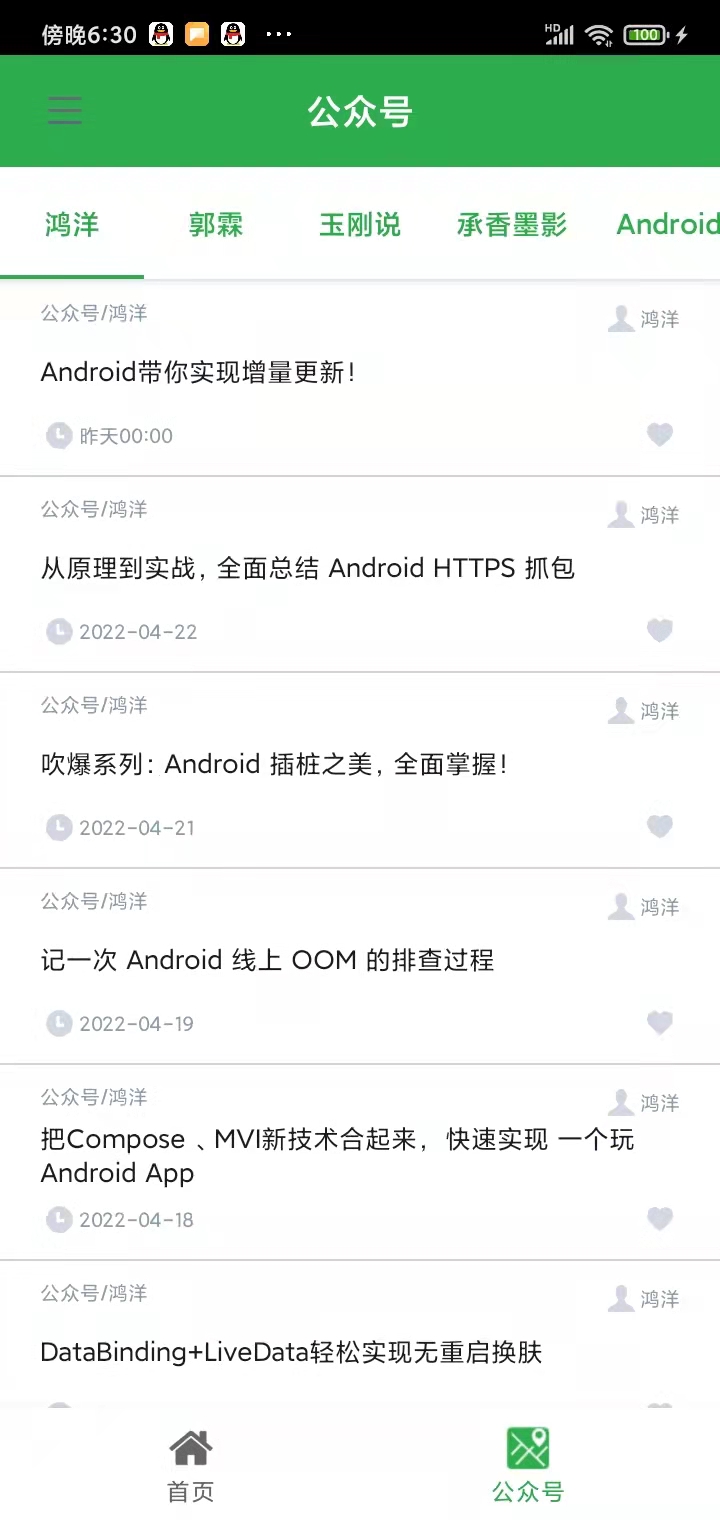 傍晚6:30 ··· HD 100
公众号
鸿洋 郭霖 玉刚说 承香墨影 Android
公众号/鸿洋 鸿洋
Android带你实现增量更新！
昨天00:00
公众号/鸿洋 鸿洋
从原理到实战，全面总结 Android HTTPS 抓包
2022-04-22
公众号/鸿洋 鸿洋
吹爆系列：Android 插桩之美，全面掌握！
2022-04-21
公众号/鸿洋 鸿洋
记一次 Android 线上 OOM 的排查过程
2022-04-19
公众号/鸿洋 鸿洋
把Compose 、MVI新技术合起来，快速实现 一个玩
Android App
2022-04-18
公众号/鸿洋 鸿洋
DataBinding+LiveData轻松实现无重启换肤
首页 公众号